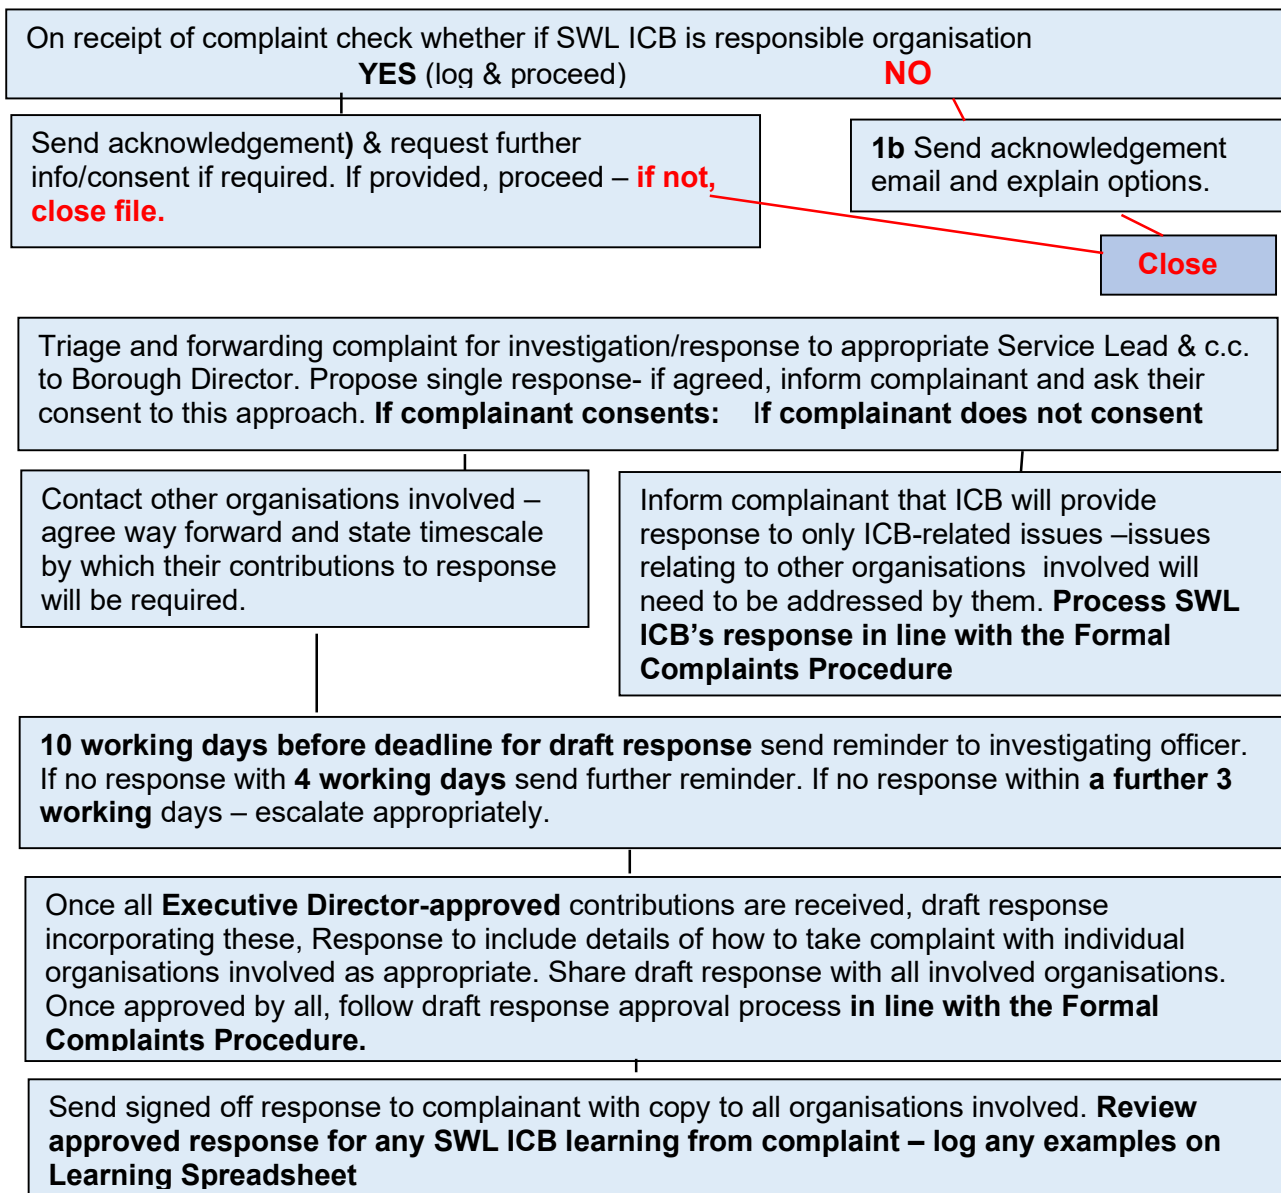 On receipt of complaint check whether if SWL ICB is responsible organisation
YES (log & proceed) NO
Send acknowledgement) & request further
info/consent if required. If provided, proceed – if not,
close file.
1b Send acknowledgement
email and explain options.
Close
Triage and forwarding complaint for investigation/response to appropriate Service Lead & c.c.
to Borough Director. Propose single response- if agreed, inform complainant and ask their
consent to this approach. If complainant consents: If complainant does not consent
Contact other organisations involved –
agree way forward and state timescale
by which their contributions to response
will be required.
Inform complainant that ICB will provide
response to only ICB-related issues –issues
relating to other organisations involved will
need to be addressed by them. Process SWL
ICB’s response in line with the Formal
Complaints Procedure
10 working days before deadline for draft response send reminder to investigating officer.
If no response with 4 working days send further reminder. If no response within a further 3
working days – escalate appropriately.
Once all Executive Director-approved contributions are received, draft response
incorporating these, Response to include details of how to take complaint with individual
organisations involved as appropriate. Share draft response with all involved organisations.
Once approved by all, follow draft response approval process in line with the Formal
Complaints Procedure.
Send signed off response to complainant with copy to all organisations involved. Review
approved response for any SWL ICB learning from complaint – log any examples on
Learning Spreadsheet